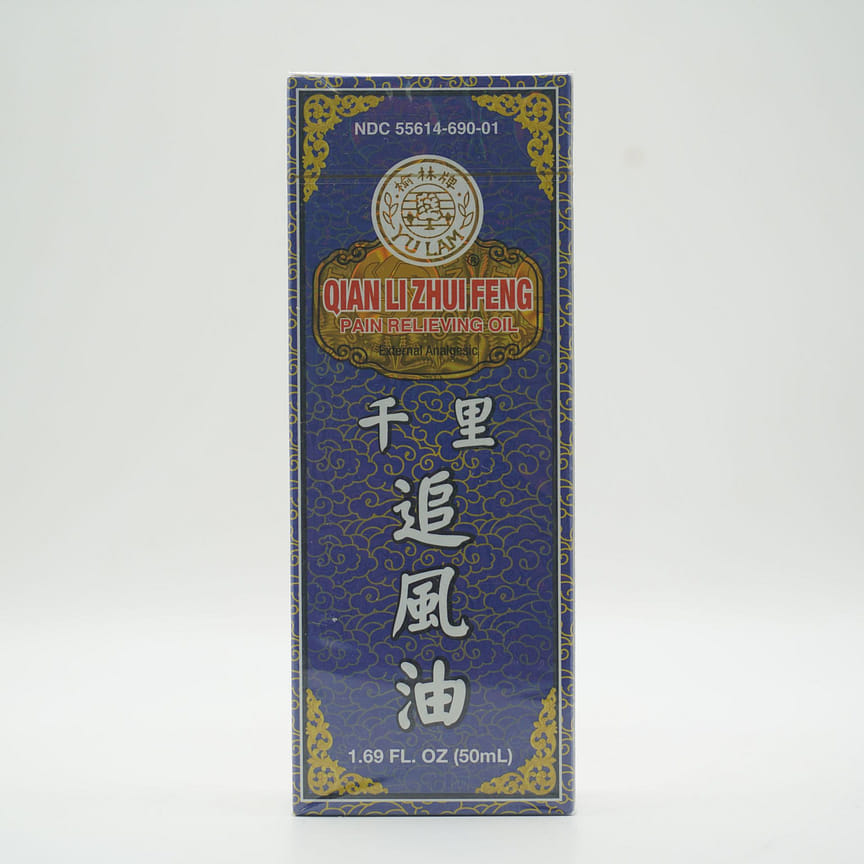 NDC 55614-690-01
榆林牌
YU LAM
®
QIAN LI ZHUI FENG
PAIN RELIEVING OIL
External Analgesic
千里
追
風
油
1.69 FL. OZ (50mL)